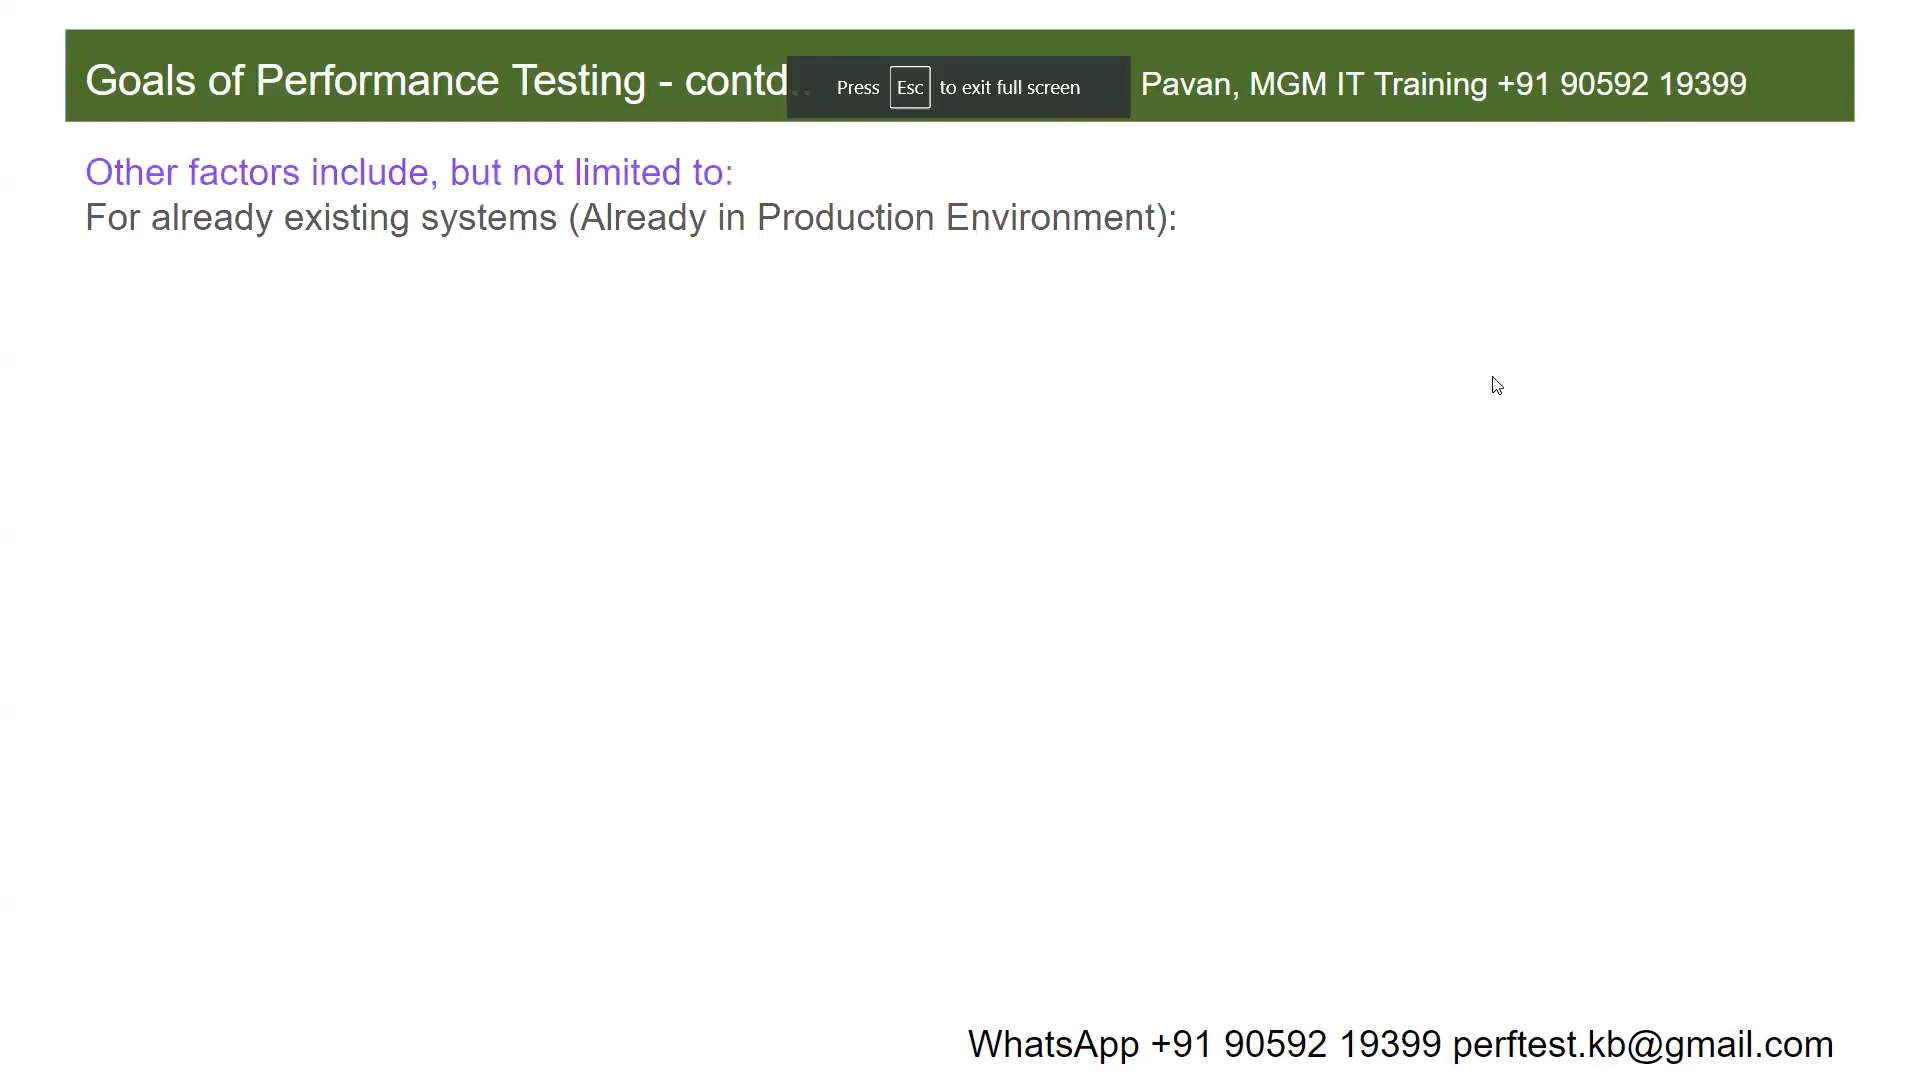 Goals of Performance Testing - contd..
Press Esc to exit full screen
Pavan, MGM IT Training +91 90592 19399
Other factors include, but not limited to:
For already existing systems (Already in Production Environment):
WhatsApp +91 90592 19399 perftest.kb@gmail.com